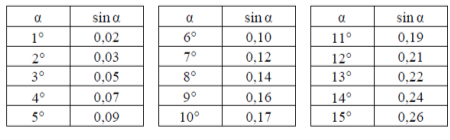 α sin α α sin α α sin α
1° 0,02 6° 0,10 11° 0,19
2° 0,03 7° 0,12 12° 0,21
3° 0,05 8° 0,14 13° 0,22
4° 0,07 9° 0,16 14° 0,24
5° 0,09 10° 0,17 15° 0,26